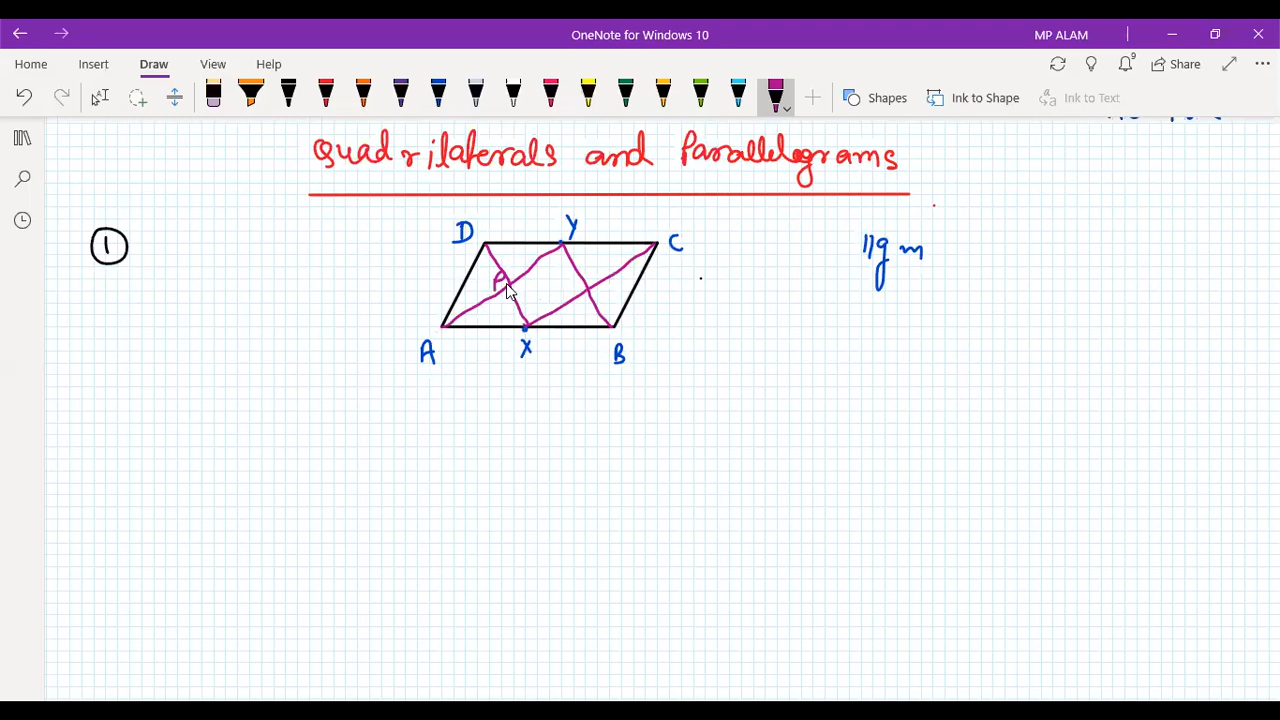 OneNote for Windows 10
MP ALAM
Home Insert Draw View Help
Share
Shapes
Ink to Shape
Ink to Text
Quadrilaterals and Parallelograms
1
D Y C
P
A X B
||gm